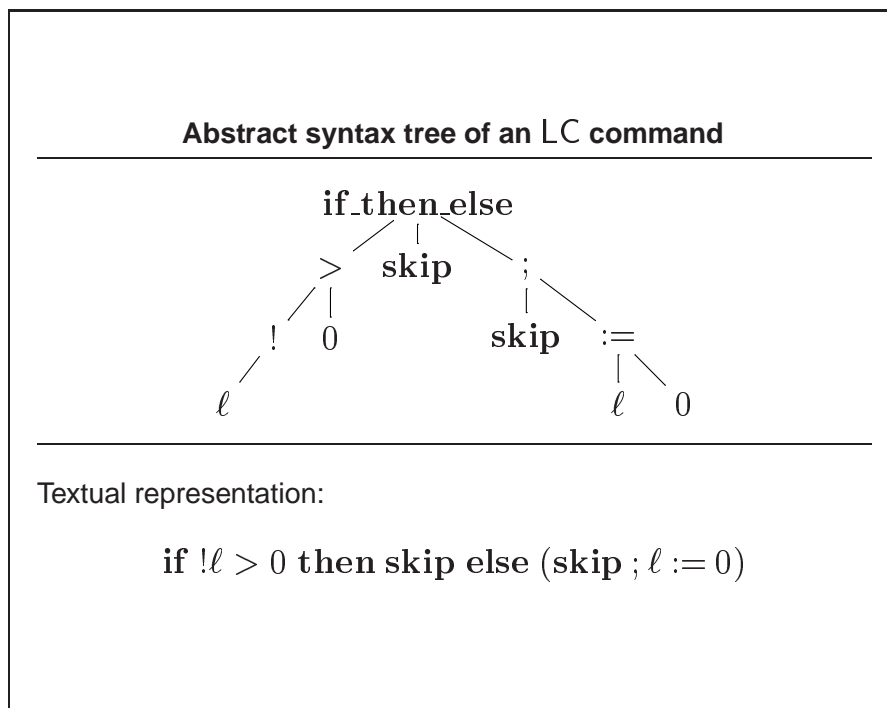 Abstract syntax tree of an LC command
if_then_else
> skip ;
! 0 skip :=
ℓ ℓ 0
Textual representation:
if !ℓ > 0 then skip else (skip ; ℓ := 0)